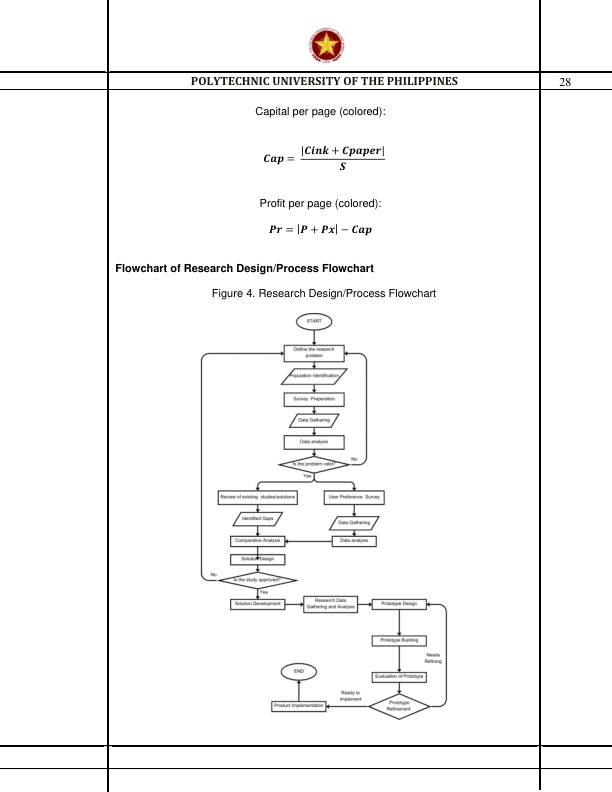 POLYTECHNIC UNIVERSITY OF THE PHILIPPINES
28
Capital per page (colored):
Cap = |Cink + Cpaper| / S
Profit per page (colored):
Pr = |P + Px| − Cap
Flowchart of Research Design/Process Flowchart
Figure 4. Research Design/Process Flowchart
START
Define the research
problem
Population Identification
Survey Preparation
Data Gathering
Data analysis
Is the problem valid?
No
Yes
Review of existing studies/solutions
User Preference Survey
Identified Gaps
Data Gathering
Comparative Analysis
Data analysis
Solution Design
No
Is the study approved?
Yes
Solution Development
Research Data
Gathering and Analysis
Prototype Design
Prototype Building
Needs
Refining
END
Evaluation of Prototype
Ready to
implement
Product Implementation
Prototype
Refinement